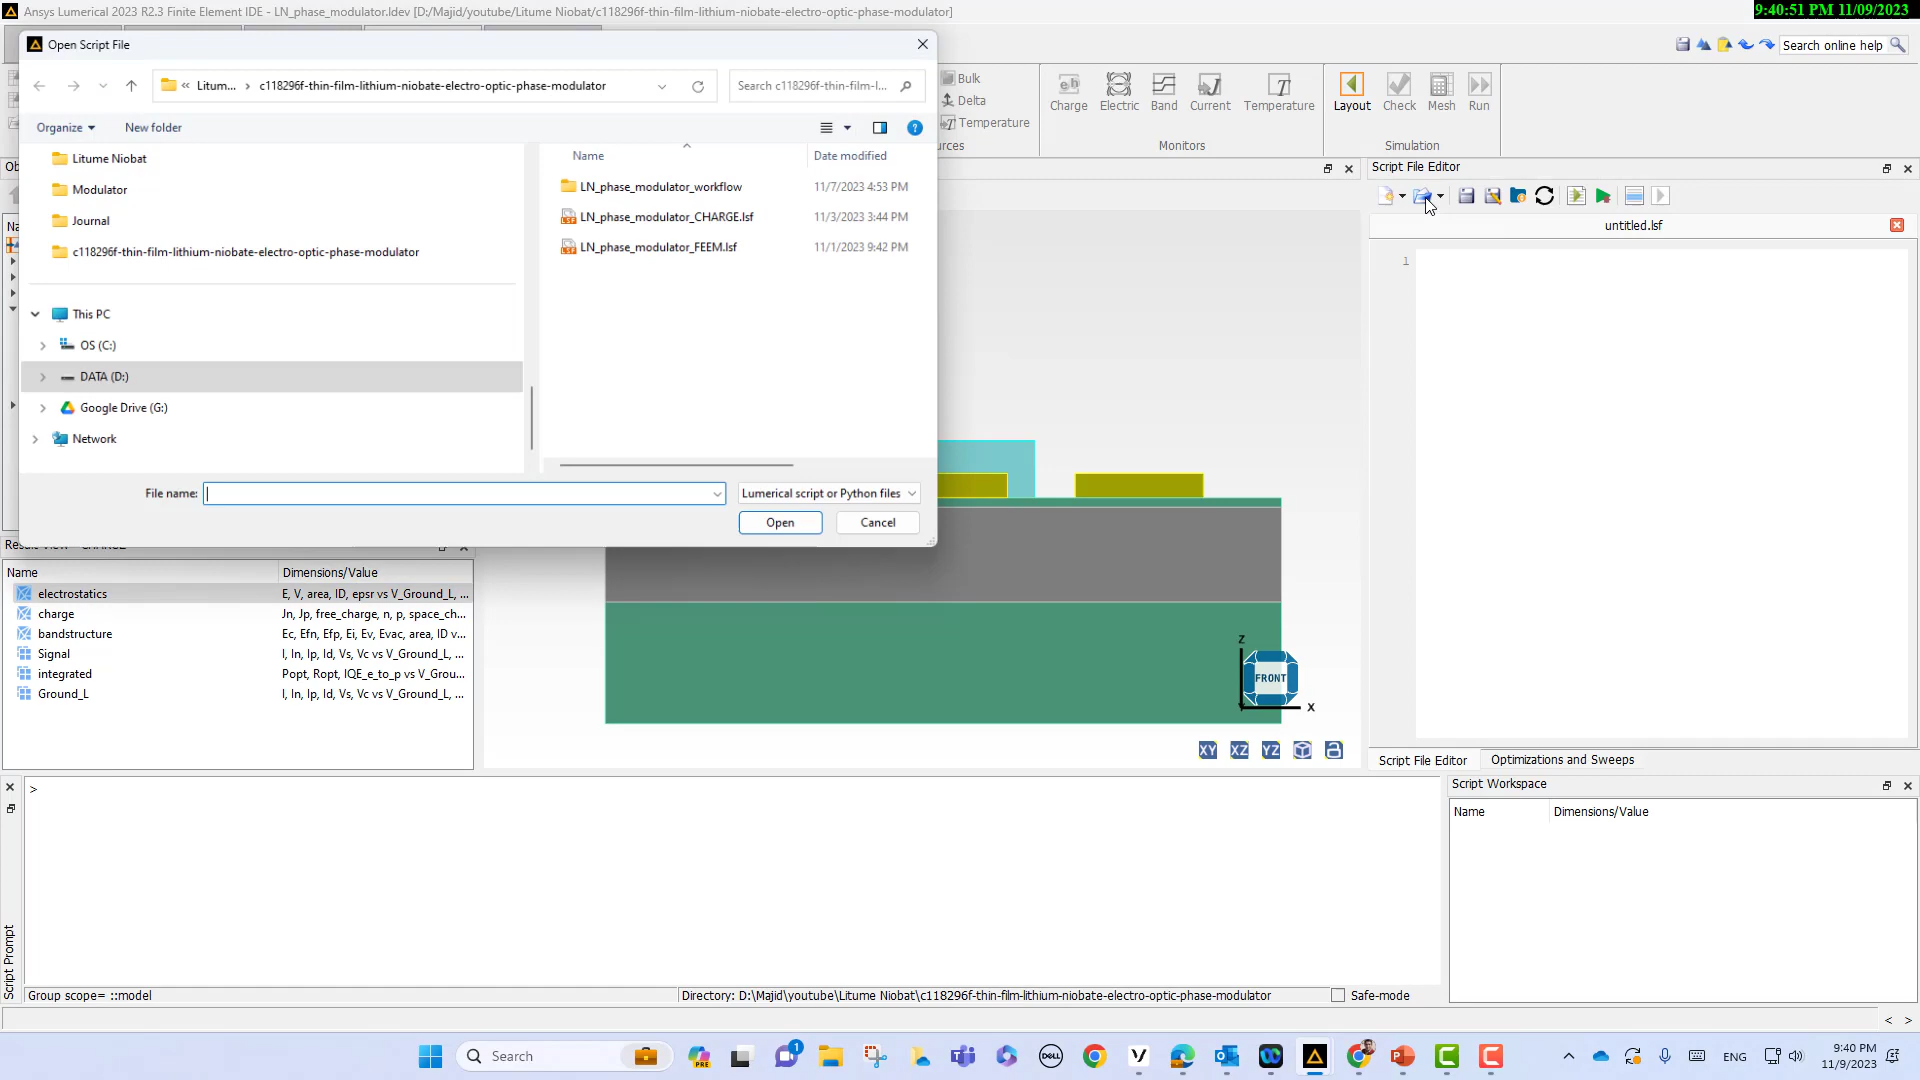 Ansys Lumerical 2023 R2.3 Finite Element IDE - LN_phase_modulator.ldev [D:/Majid/youtube/Litume Niobat/c118296f-thin-film-lithium-niobate-electro-optic-phase-modulator]
9:40:51 PM 11/09/2023
Open Script File
Search online help
« Litum... › c118296f-thin-film-lithium-niobate-electro-optic-phase-modulator
Search c118296f-thin-film-l...
Organize
New folder
Bulk
Delta
Temperature
Charge
Electric
Band
Current
Temperature
Monitors
Layout
Check
Mesh
Run
Simulation
Litume Niobat
Modulator
Journal
c118296f-thin-film-lithium-niobate-electro-optic-phase-modulator
This PC
OS (C:)
DATA (D:)
Google Drive (G:)
Network
Name
Date modified
LN_phase_modulator_workflow
11/7/2023 4:53 PM
LN_phase_modulator_CHARGE.lsf
11/3/2023 3:44 PM
LN_phase_modulator_FEEM.lsf
11/1/2023 9:42 PM
File name:
Lumerical script or Python files
Open
Cancel
Script File Editor
untitled.lsf
1
Name
Dimensions/Value
electrostatics
E, V, area, ID, epsr vs V_Ground_L, ...
charge
Jn, Jp, free_charge, n, p, space_ch...
bandstructure
Ec, Efn, Efp, Ei, Ev, Evac, area, ID v...
Signal
I, In, Ip, Id, Vs, Vc vs V_Ground_L, ...
integrated
Popt, Ropt, IQE_e_to_p vs V_Grou...
Ground_L
I, In, Ip, Id, Vs, Vc vs V_Ground_L, ...
Z
FRONT
X
XY
XZ
YZ
Script File Editor
Optimizations and Sweeps
>
Script Workspace
Name
Dimensions/Value
Script Prompt
Group scope= ::model
Directory: D:\Majid\youtube\Litume Niobat\c118296f-thin-film-lithium-niobate-electro-optic-phase-modulator
Safe-mode
Search
PRE
1
DELL
ENG
9:40 PM
11/9/2023